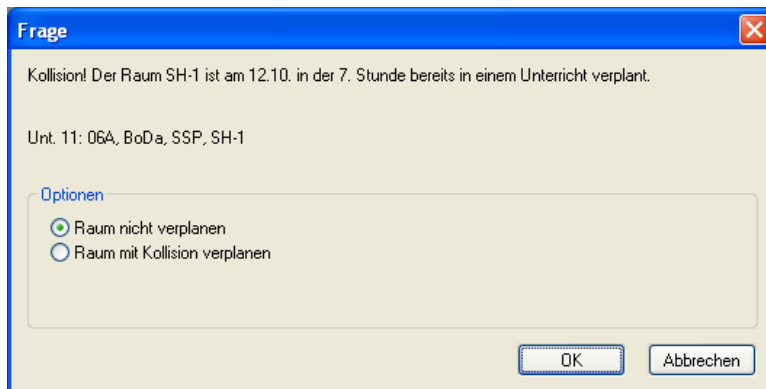 Frage
Kollision! Der Raum SH-1 ist am 12.10. in der 7. Stunde bereits in einem Unterricht verplant.
Unt. 11: 06A, BoDa, SSP, SH-1
Optionen
Raum nicht verplanen
Raum mit Kollision verplanen
OK Abbrechen